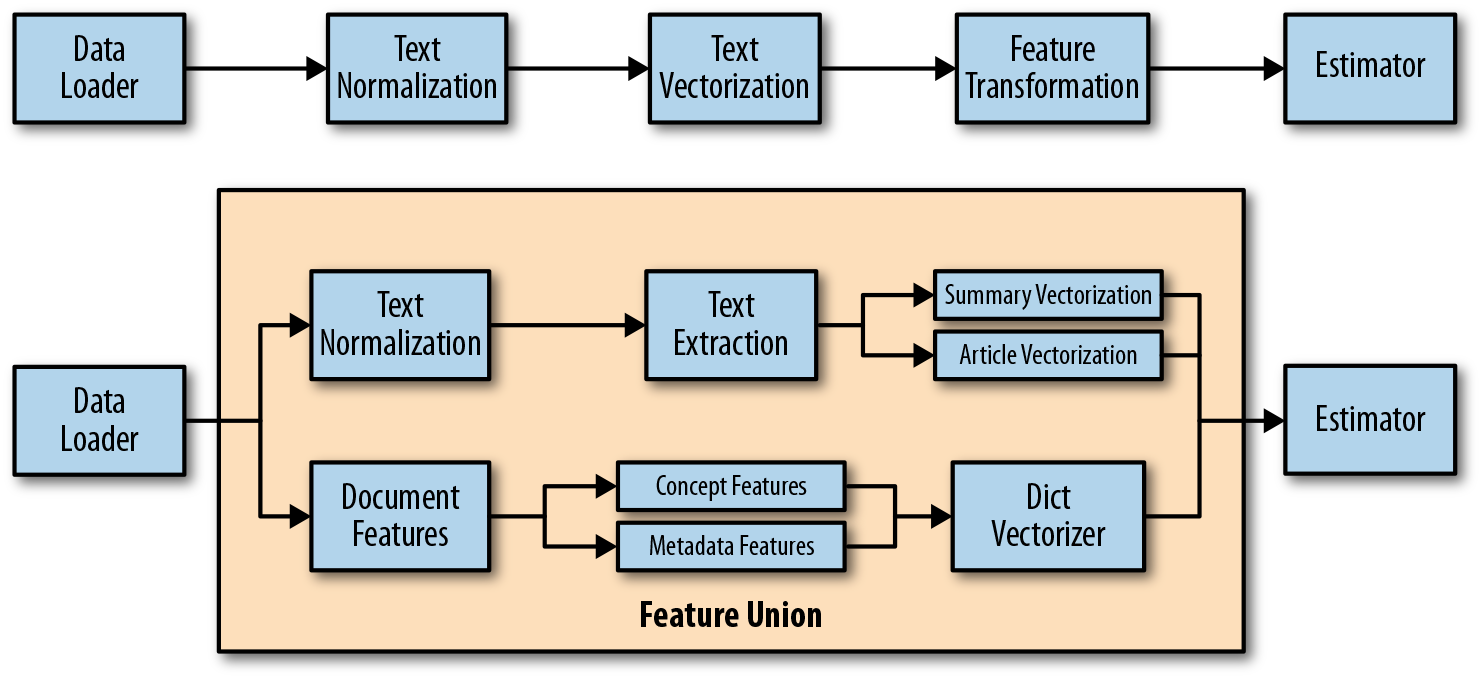 Data
Loader
Text
Normalization
Text
Vectorization
Feature
Transformation
Estimator
Data
Loader
Text
Normalization
Text
Extraction
Summary Vectorization
Article Vectorization
Document
Features
Concept Features
Metadata Features
Dict
Vectorizer
Estimator
Feature Union